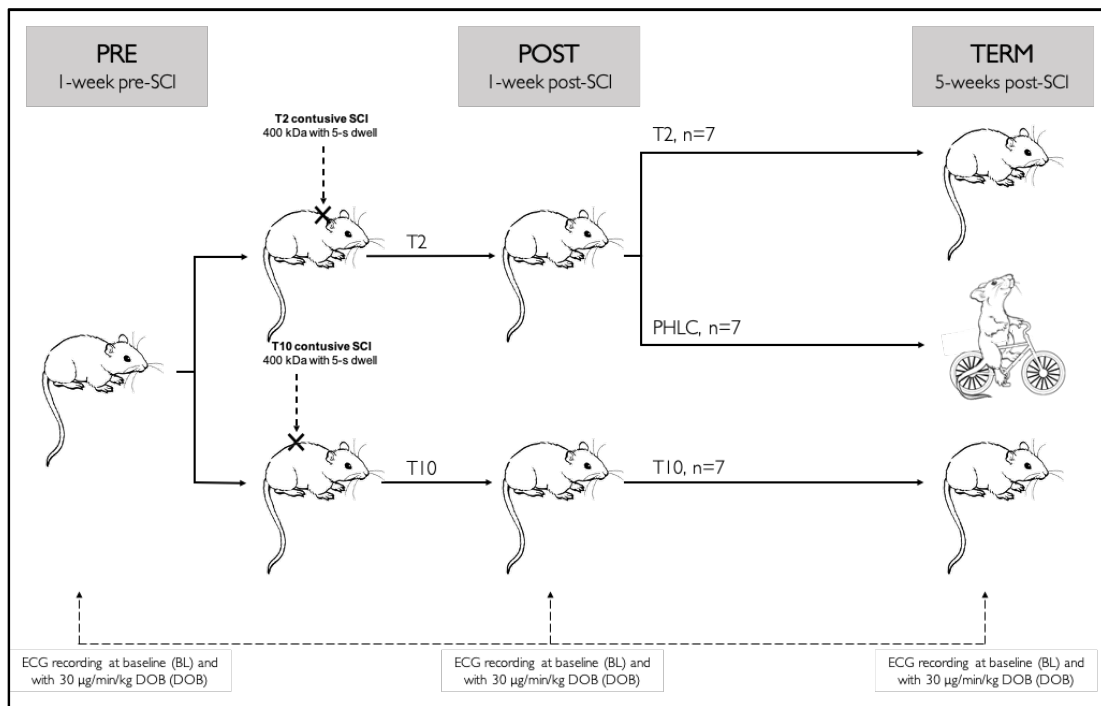 PRE
1-week pre-SCI
POST
1-week post-SCI
TERM
5-weeks post-SCI
T2 contusive SCI
400 kDa with 5-s dwell
T2, n=7
T2
PHLC, n=7
T10 contusive SCI
400 kDa with 5-s dwell
T10
T10, n=7
ECG recording at baseline (BL) and
with 30 µg/min/kg DOB (DOB)
ECG recording at baseline (BL) and
with 30 µg/min/kg DOB (DOB)
ECG recording at baseline (BL) and
with 30 µg/min/kg DOB (DOB)